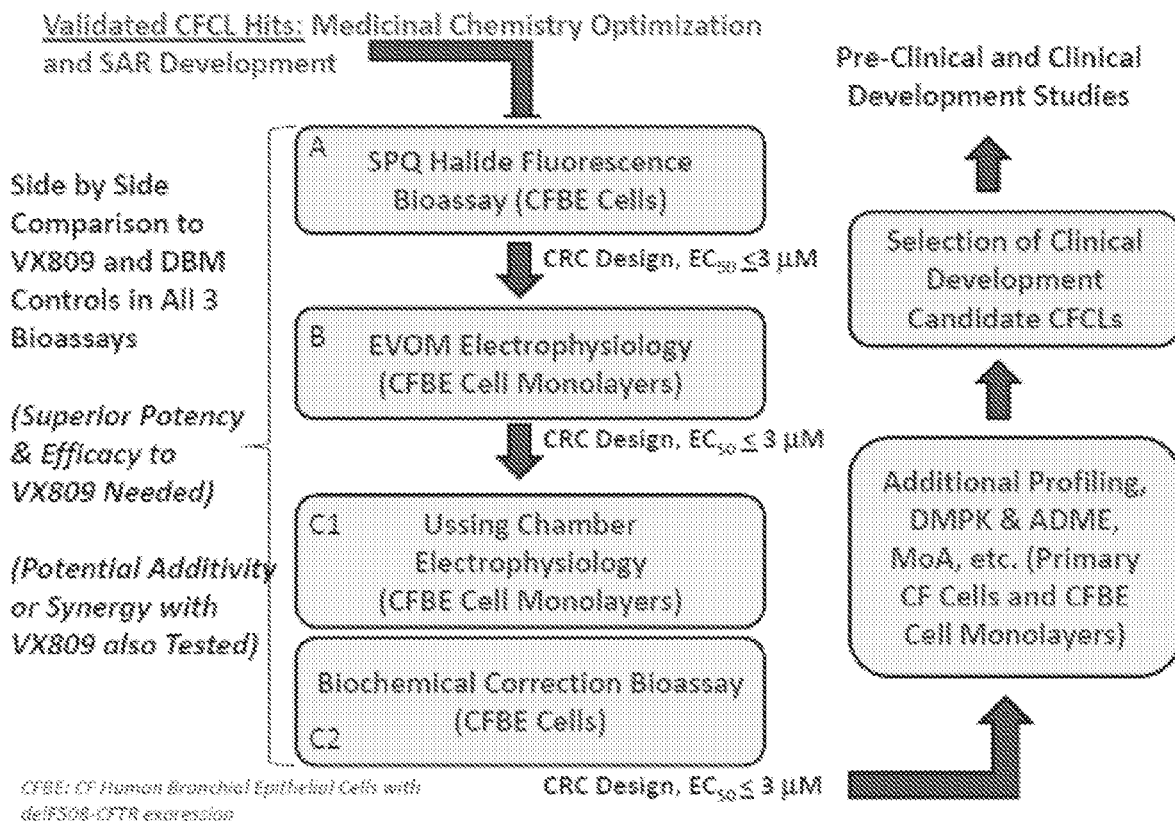 Validated CFCL Hits: Medicinal Chemistry Optimization
and SAR Development
Side by Side
Comparison to
VX809 and DBM
Controls in All 3
Bioassays
(Superior Potency
& Efficacy to
VX809 Needed)
(Potential Additivity
or Synergy with
VX809 also Tested)
A
SPQ Halide Fluorescence
Bioassay (CFBE Cells)
CRC Design, EC50 ≤3 µM
B
EVOM Electrophysiology
(CFBE Cell Monolayers)
CRC Design, EC50 ≤ 3 µM
C1
Ussing Chamber
Electrophysiology
(CFBE Cell Monolayers)
Biochemical Correction Bioassay
(CFBE Cells)
C2
CRC Design, EC50 ≤ 3 µM
CFBE: CF Human Bronchial Epithelial Cells with
delF508-CFTR expression
Additional Profiling,
DMPK & ADME,
MoA, etc. (Primary
CF Cells and CFBE
Cell Monolayers)
Selection of Clinical
Development
Candidate CFCLs
Pre-Clinical and Clinical
Development Studies